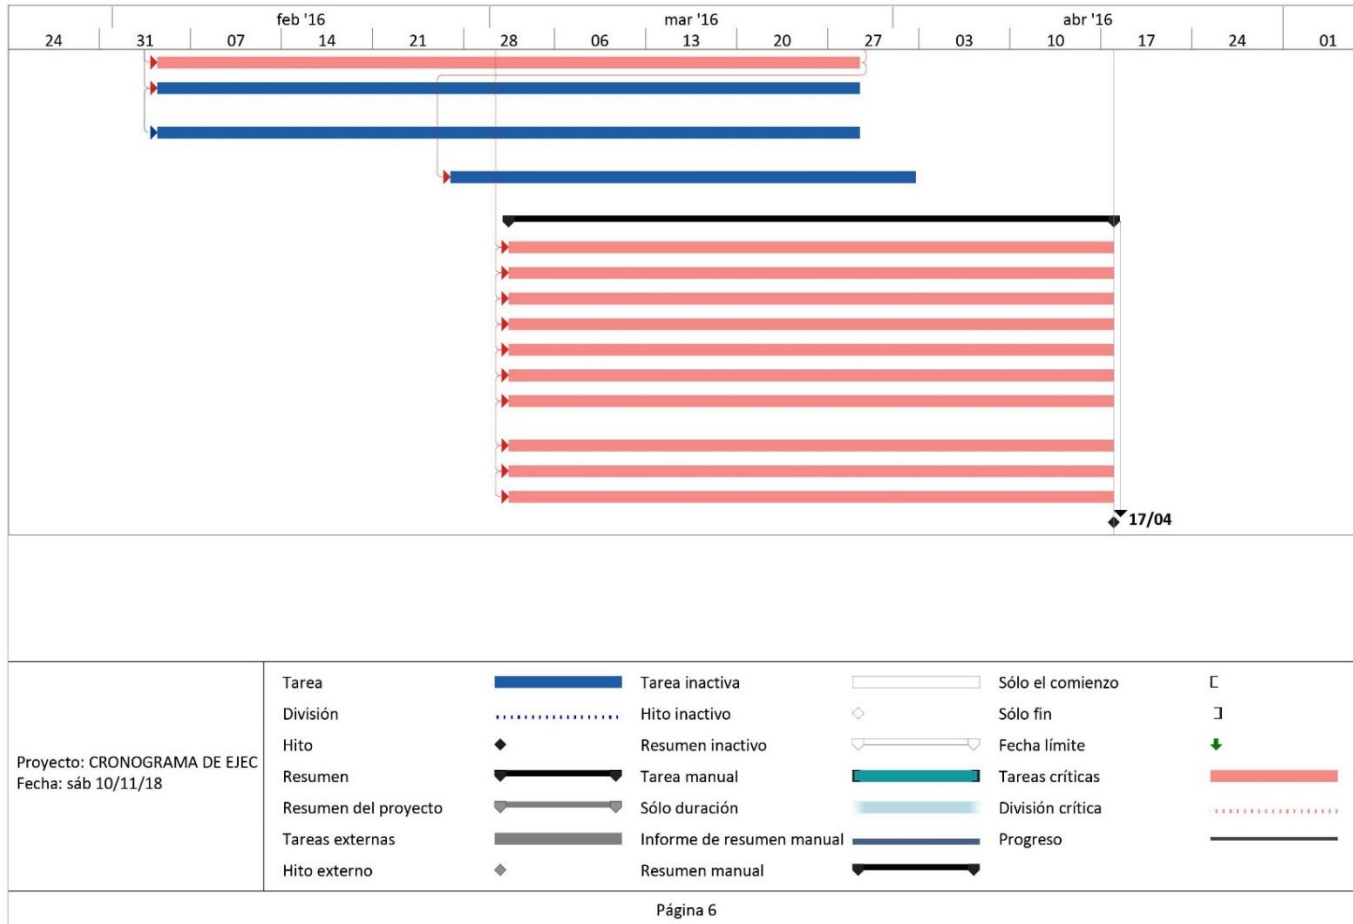 feb '16 mar '16 abr '16
24 31 07 14 21 28 06 13 20 27 03 10 17 24 01
17/04
Proyecto: CRONOGRAMA DE EJEC
Fecha: sáb 10/11/18
Tarea Tarea inactiva Sólo el comienzo
División Hito inactivo Sólo fin
Hito Resumen inactivo Fecha límite
Resumen Tarea manual Tareas críticas
Resumen del proyecto Sólo duración División crítica
Tareas externas Informe de resumen manual Progreso
Hito externo Resumen manual
Página 6